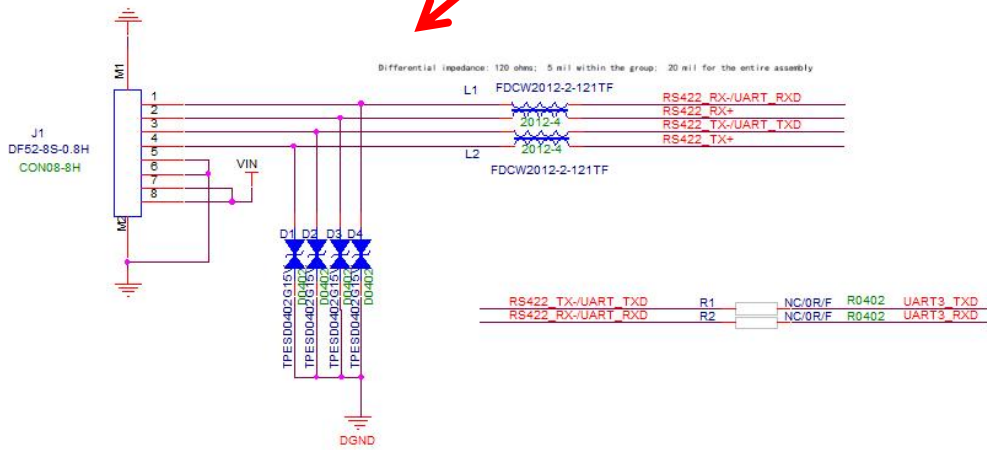 Differential impedance: 120 ohms; 5 mil within the group; 20 mil for the entire assembly
M1
L1 FDCW2012-2-121TF
1 RS422_RX-/UART_RXD
2 RS422_RX+
2012-4
3 RS422_TX-/UART_TXD
4 RS422_TX+
2012-4
L2
FDCW2012-2-121TF
J1
DF52-8S-0.8H
CON08-8H
5
6
7
8
VIN
M2
D1 D2 D3 D4
TPESD0402G15V
D0402
TPESD0402G15V
D0402
TPESD0402G15V
D0402
TPESD0402G15V
D0402
RS422_TX-/UART_TXD R1 NC/0R/F R0402 UART3_TXD
RS422_RX-/UART_RXD R2 NC/0R/F R0402 UART3_RXD
DGND